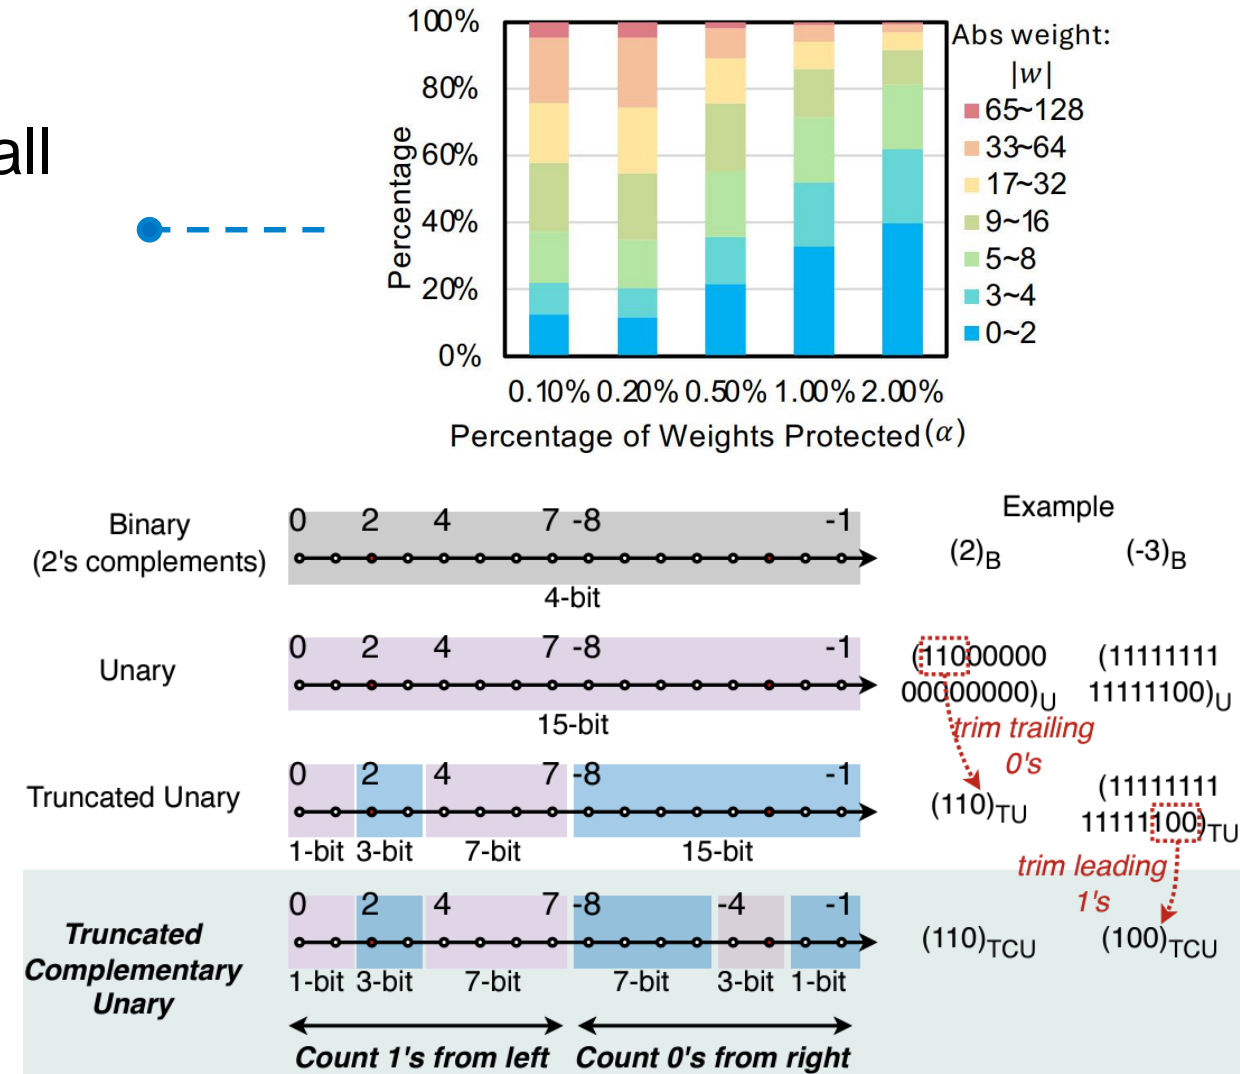 all
100%
80%
60%
40%
20%
0%
Percentage
0.10% 0.20% 0.50% 1.00% 2.00%
Percentage of Weights Protected(α)
Abs weight:
|w|
65~128
33~64
17~32
9~16
5~8
3~4
0~2
Example
Binary
(2's complements)
0 2 4 7 -8 -1
4-bit
(2)B (-3)B
Unary
0 2 4 7 -8 -1
15-bit
(11000000
00000000)U
(11111111
11111100)U
trim trailing
0's
Truncated Unary
0 2 4 7 -8 -1
1-bit 3-bit 7-bit 15-bit
(110)TU
(11111111
11111100)TU
trim leading
1's
Truncated
Complementary
Unary
0 2 4 7 -8 -4 -1
1-bit 3-bit 7-bit 7-bit 3-bit 1-bit
(110)TCU (100)TCU
Count 1's from left Count 0's from right